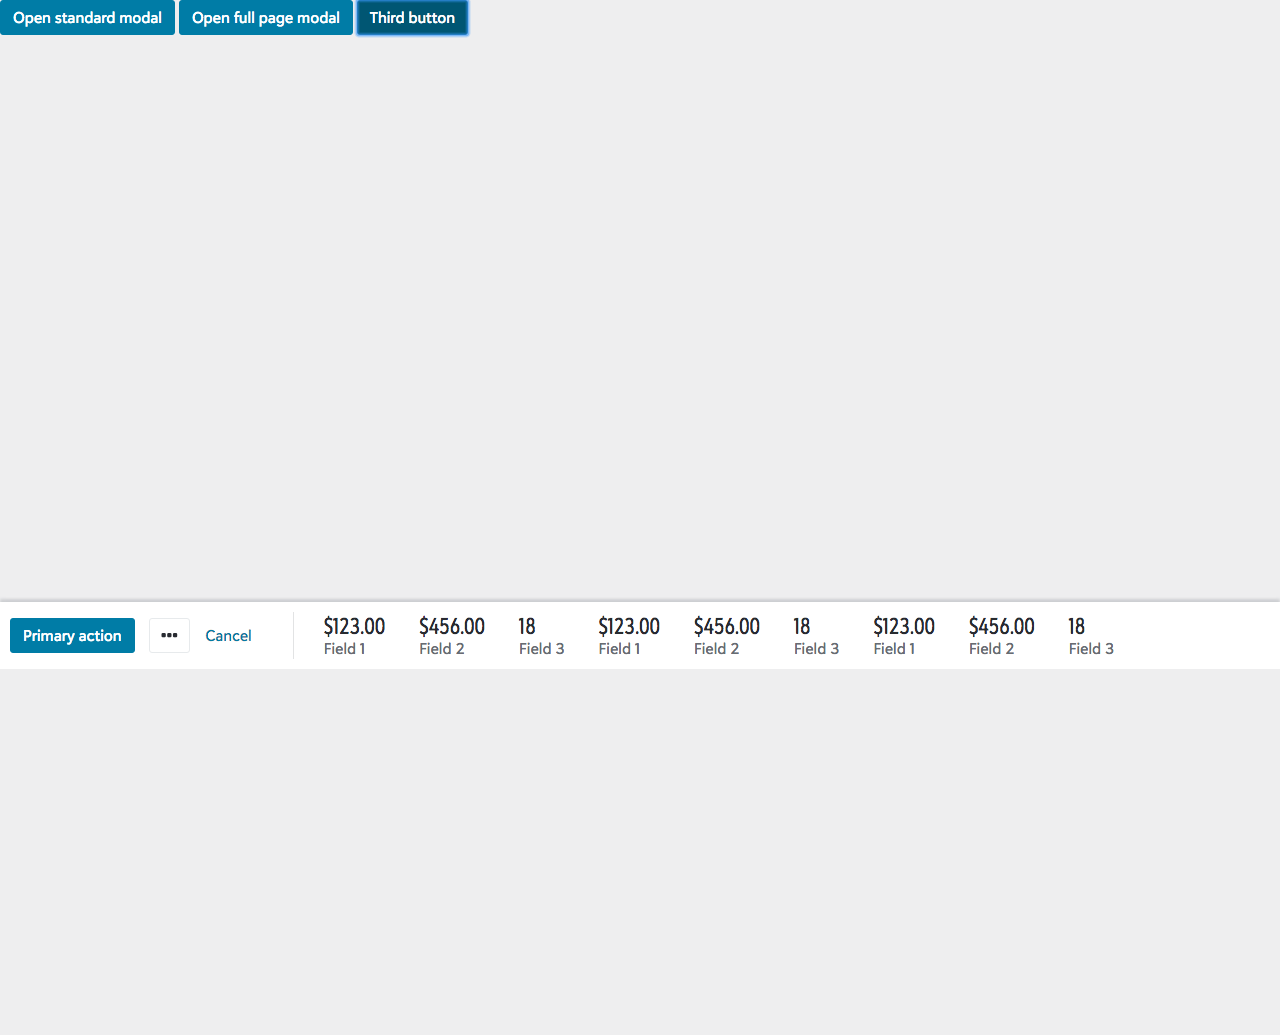 Open standard modal Open full page modal Third button
Primary action ••• Cancel $123.00 $456.00 18 $123.00 $456.00 18 $123.00 $456.00 18
Field 1 Field 2 Field 3 Field 1 Field 2 Field 3 Field 1 Field 2 Field 3